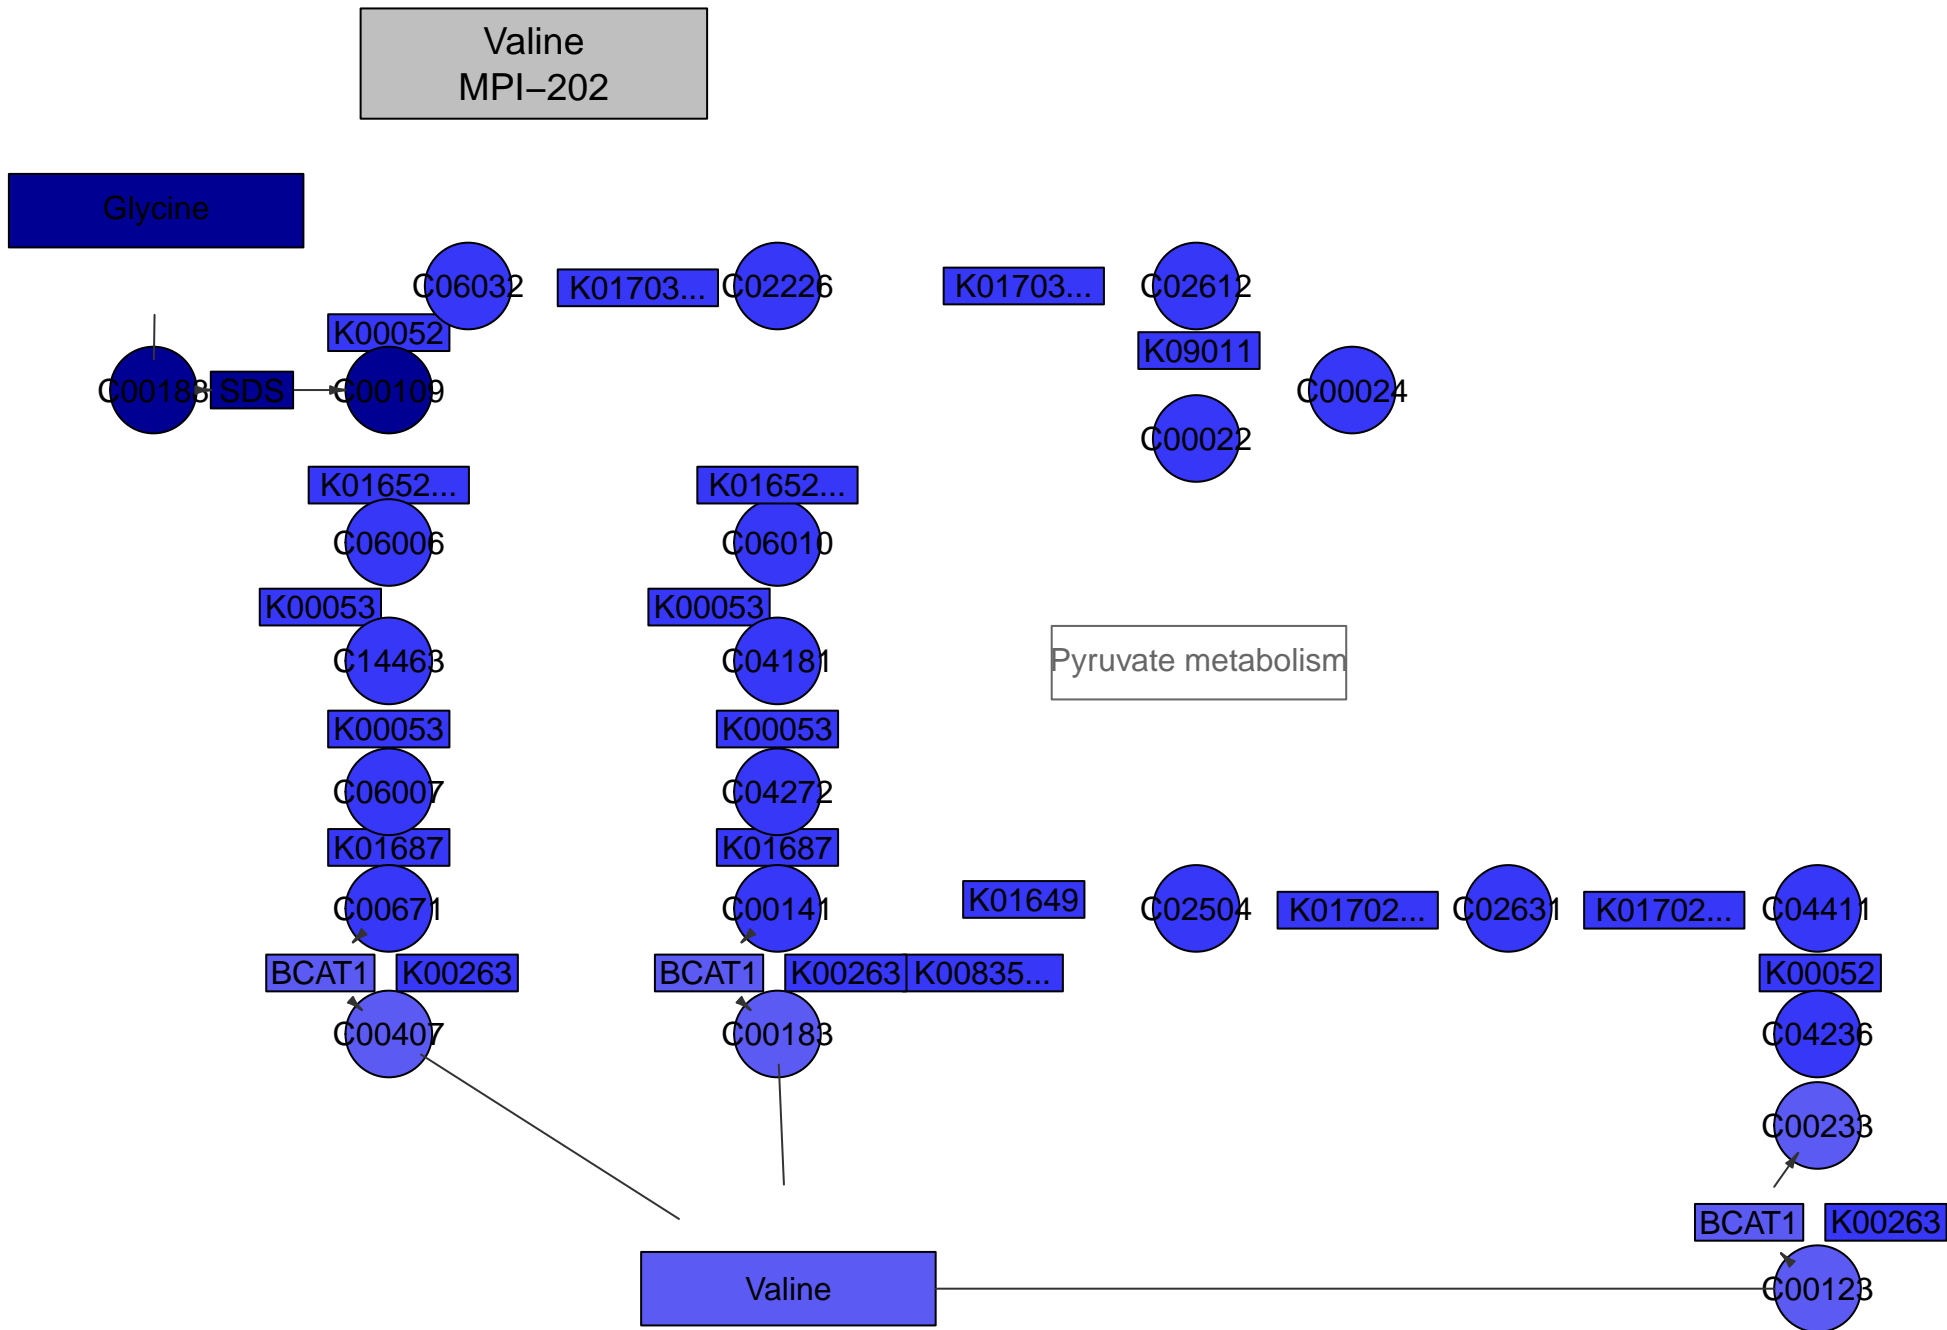 Valine
MPI−202
Glycine
C06032
K01703...
C02226
K01703...
C02612
K00052
K09011
C00188
SDS
C00109
C00024
C00022
K01652...
K01652...
C06006
C06010
K00053
K00053
C14463
C04181
Pyruvate metabolism
K00053
K00053
C06007
C04272
K01687
K01687
C00671
C00141
K01649
C02504
K01702...
C02631
K01702...
C04411
BCAT1
K00263
BCAT1
K00263
K00835...
K00052
C00407
C00183
C04236
C00233
BCAT1
K00263
Valine
C00123